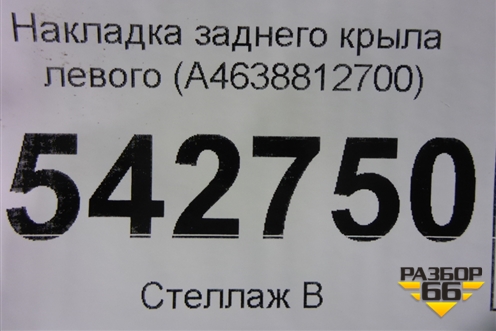 Накладка заднего крыла
левого (A4638812700)
542750
Стеллаж В
РАЗБОР
66